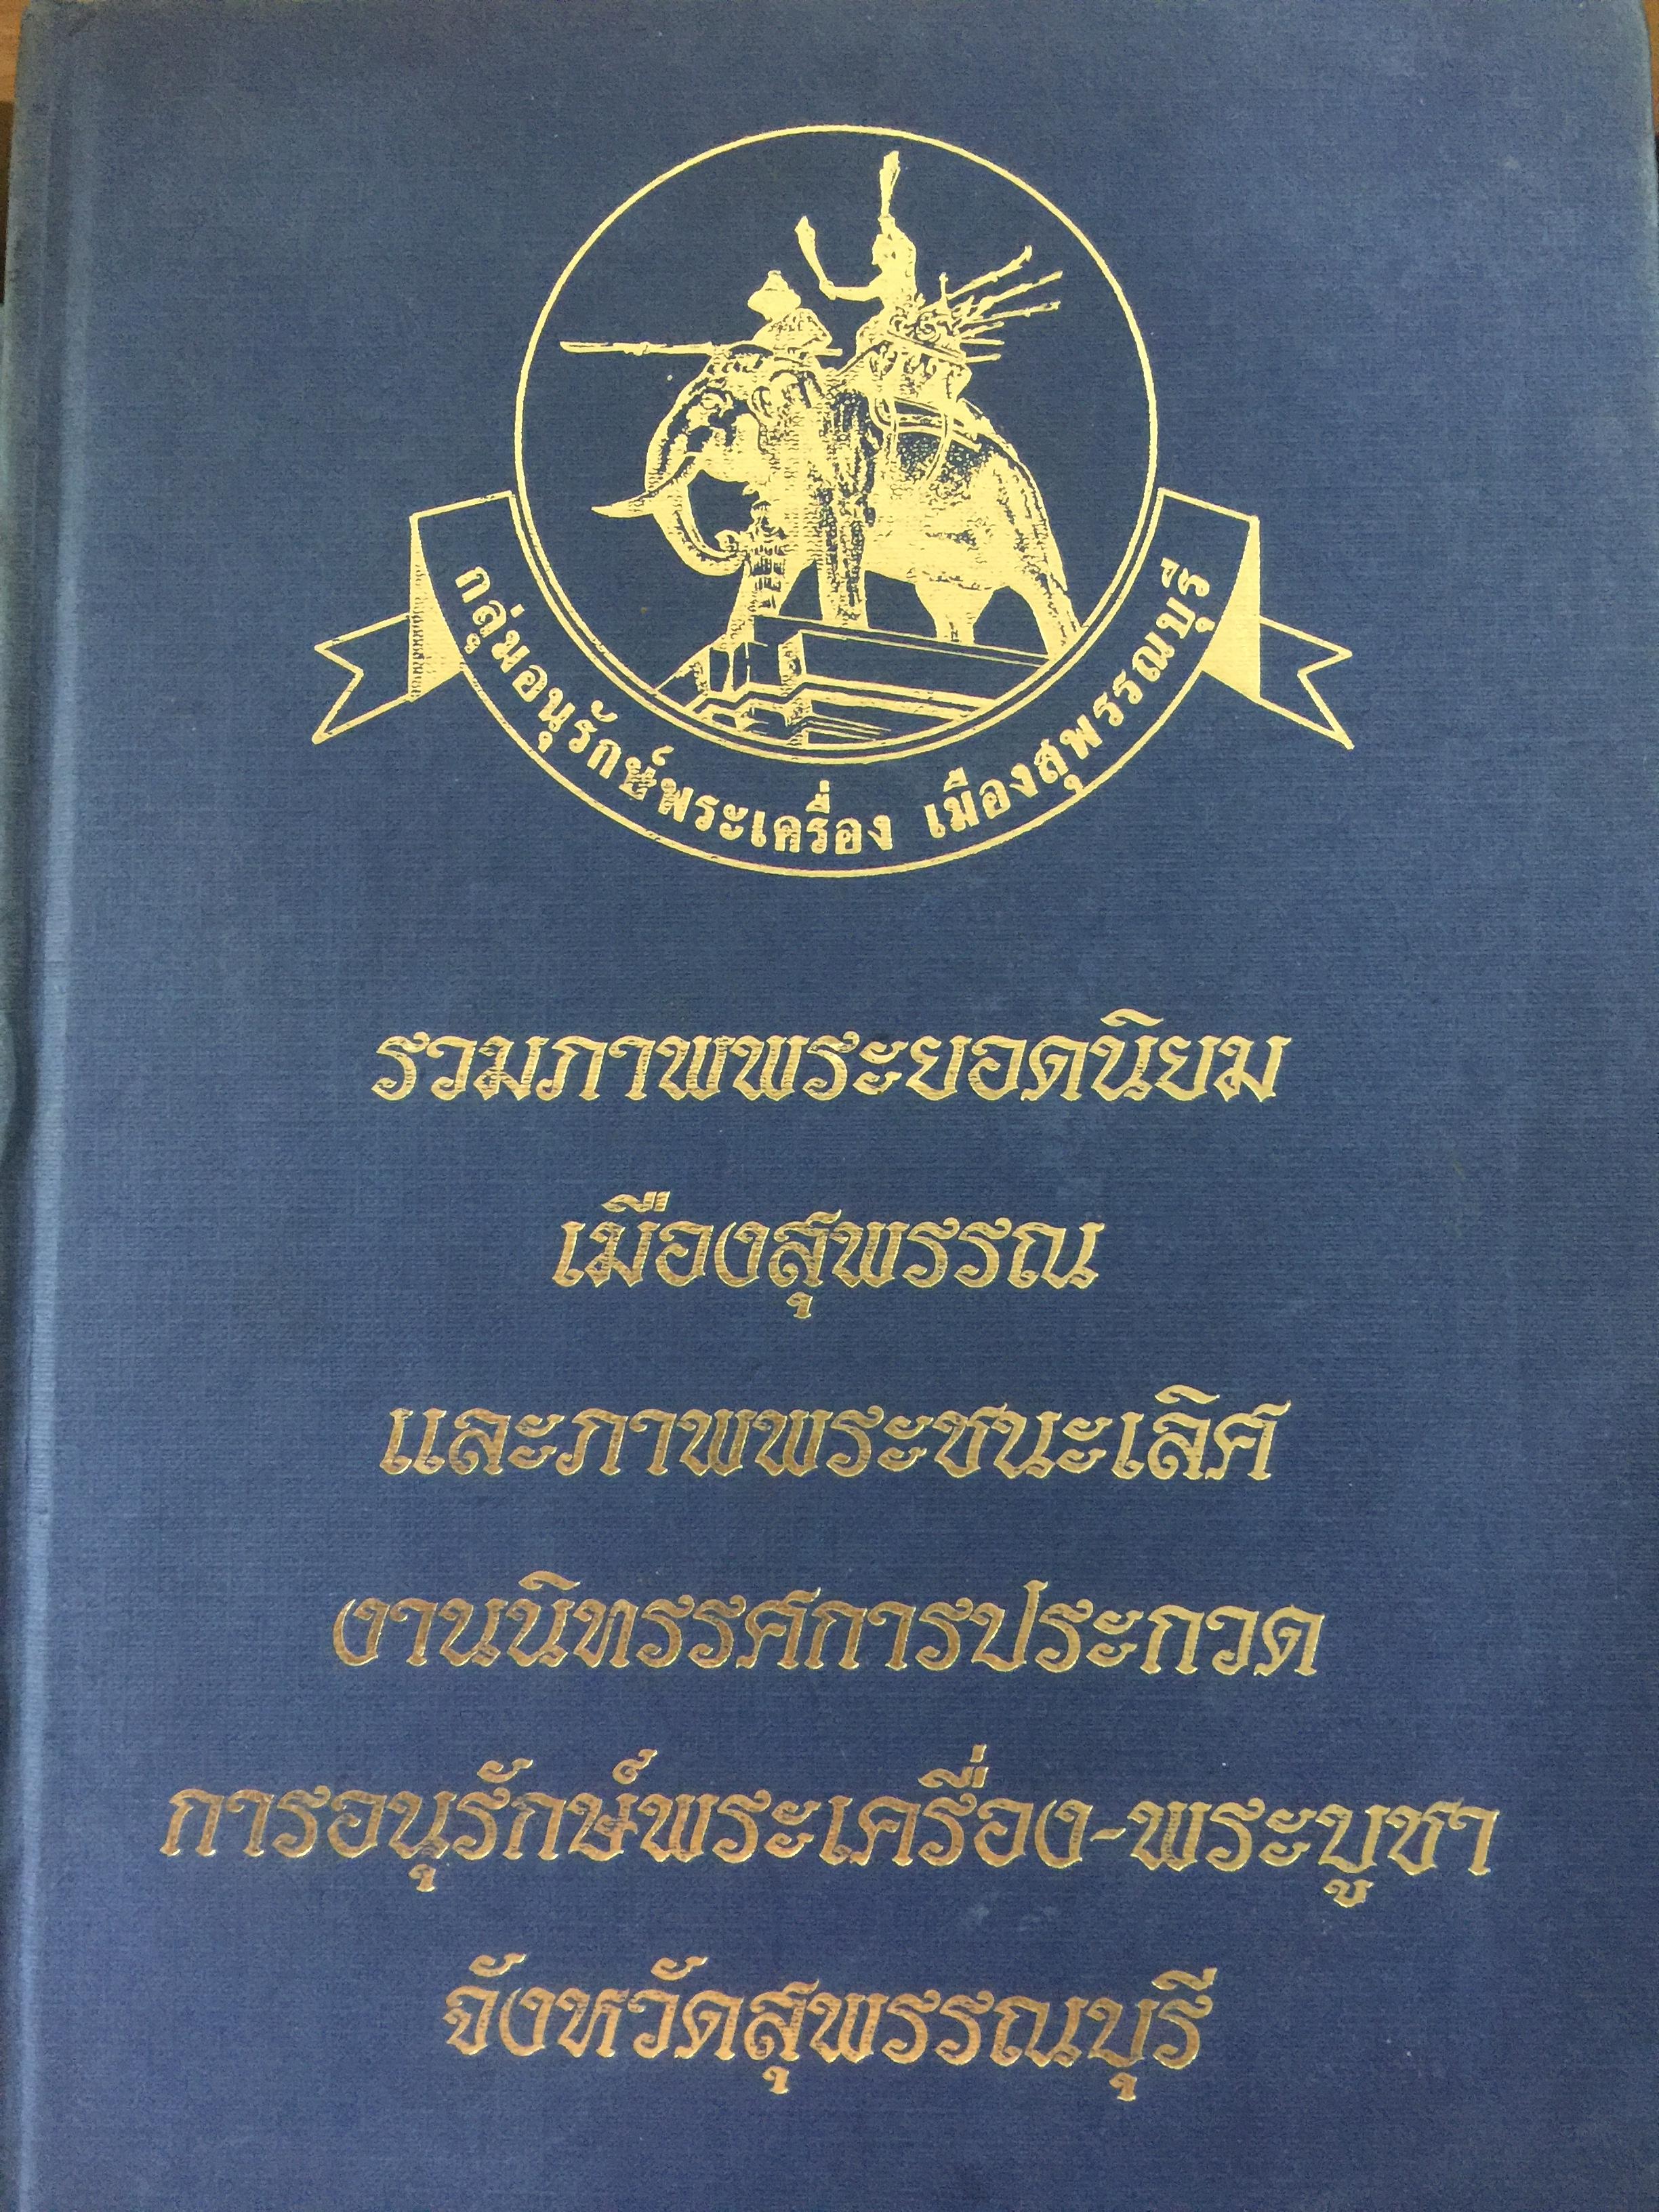 กลุ่มอนุรักษ์พระเครื่อง เมืองสุพรรณบุรี
รวมภาพพระยอดนิยม
เมืองสุพรรณ
และภาพพระชนะเลิศ
งานนิทรรศการประกวด
การอนุรักษ์พระเครื่อง-พระบูชา
จังหวัดสุพรรณบุรี